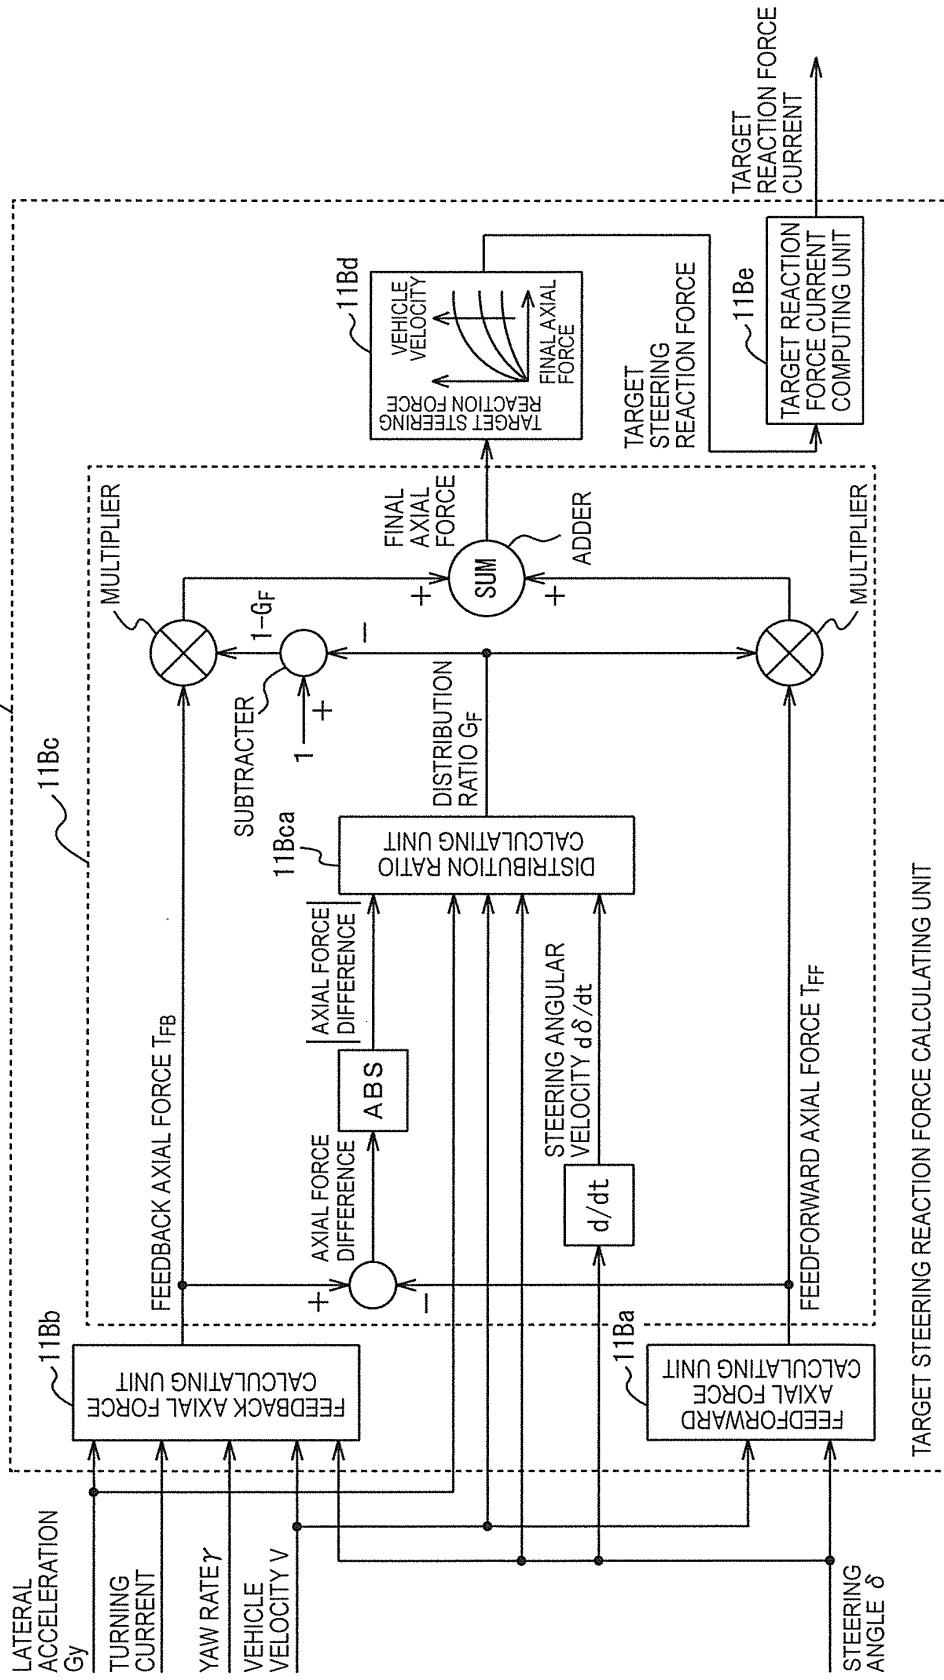 LATERAL
ACCELERATION
Gy
TURNING
CURRENT
YAW RATE γ
VEHICLE
VELOCITY V
STEERING
ANGLE δ
11Bb
FEEDBACK AXIAL FORCE
CALCULATING UNIT
11Ba
FEEDFORWARD
AXIAL FORCE
CALCULATING UNIT
FEEDBACK AXIAL FORCE TFB
FEEDFORWARD AXIAL FORCE TFF
+
−
AXIAL FORCE
DIFFERENCE
ABS
|AXIAL FORCE
DIFFERENCE|
d/dt
STEERING ANGULAR
VELOCITY dδ/dt
11Bca
DISTRIBUTION RATIO
CALCULATING UNIT
11Bc
DISTRIBUTION
RATIO GF
SUBTRACTER
1
+
−
1-GF
MULTIPLIER
MULTIPLIER
+
SUM
+
ADDER
FINAL
AXIAL
FORCE
11Bd
TARGET STEERING
REACTION FORCE
VEHICLE
VELOCITY
FINAL AXIAL
FORCE
TARGET
STEERING
REACTION FORCE
11Be
TARGET REACTION
FORCE CURRENT
COMPUTING UNIT
TARGET
REACTION FORCE
CURRENT
TARGET STEERING REACTION FORCE CALCULATING UNIT